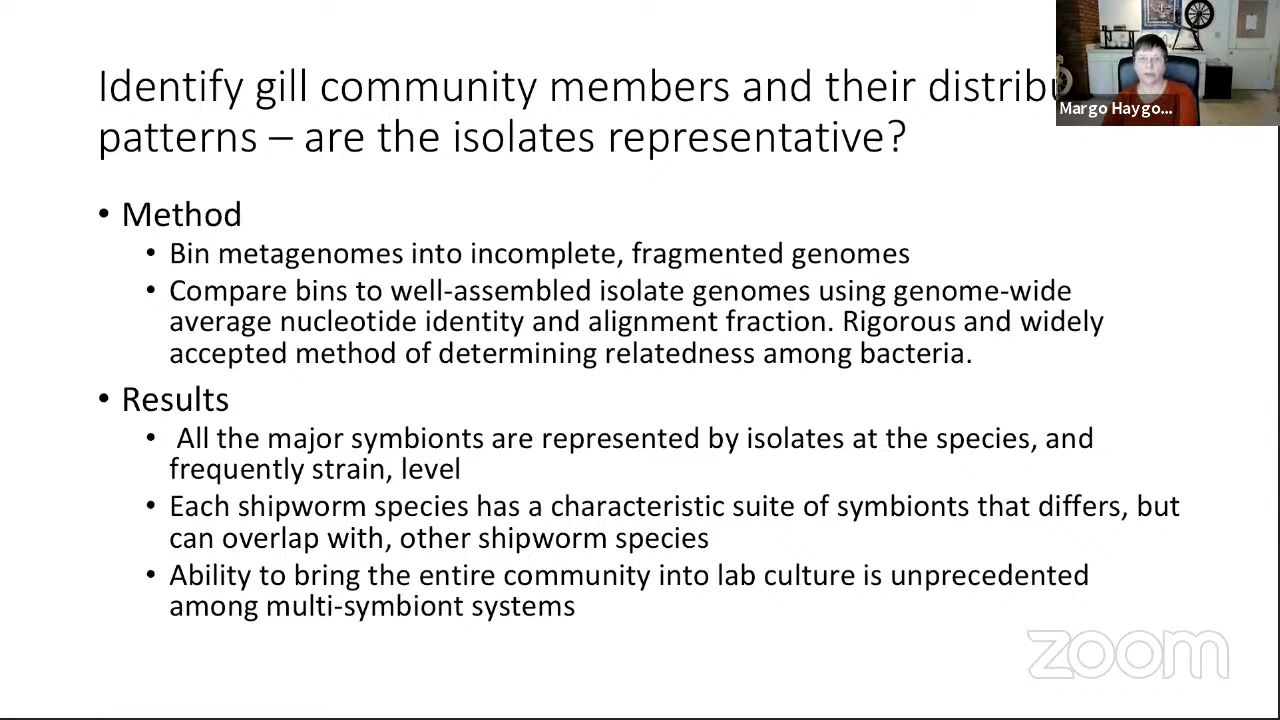 Identify gill community members and their distribu
patterns – are the isolates representative?
Margo Haygo...
• Method
• Bin metagenomes into incomplete, fragmented genomes
• Compare bins to well-assembled isolate genomes using genome-wide
average nucleotide identity and alignment fraction. Rigorous and widely
accepted method of determining relatedness among bacteria.
• Results
• All the major symbionts are represented by isolates at the species, and
frequently strain, level
• Each shipworm species has a characteristic suite of symbionts that differs, but
can overlap with, other shipworm species
• Ability to bring the entire community into lab culture is unprecedented
among multi-symbiont systems
zoom